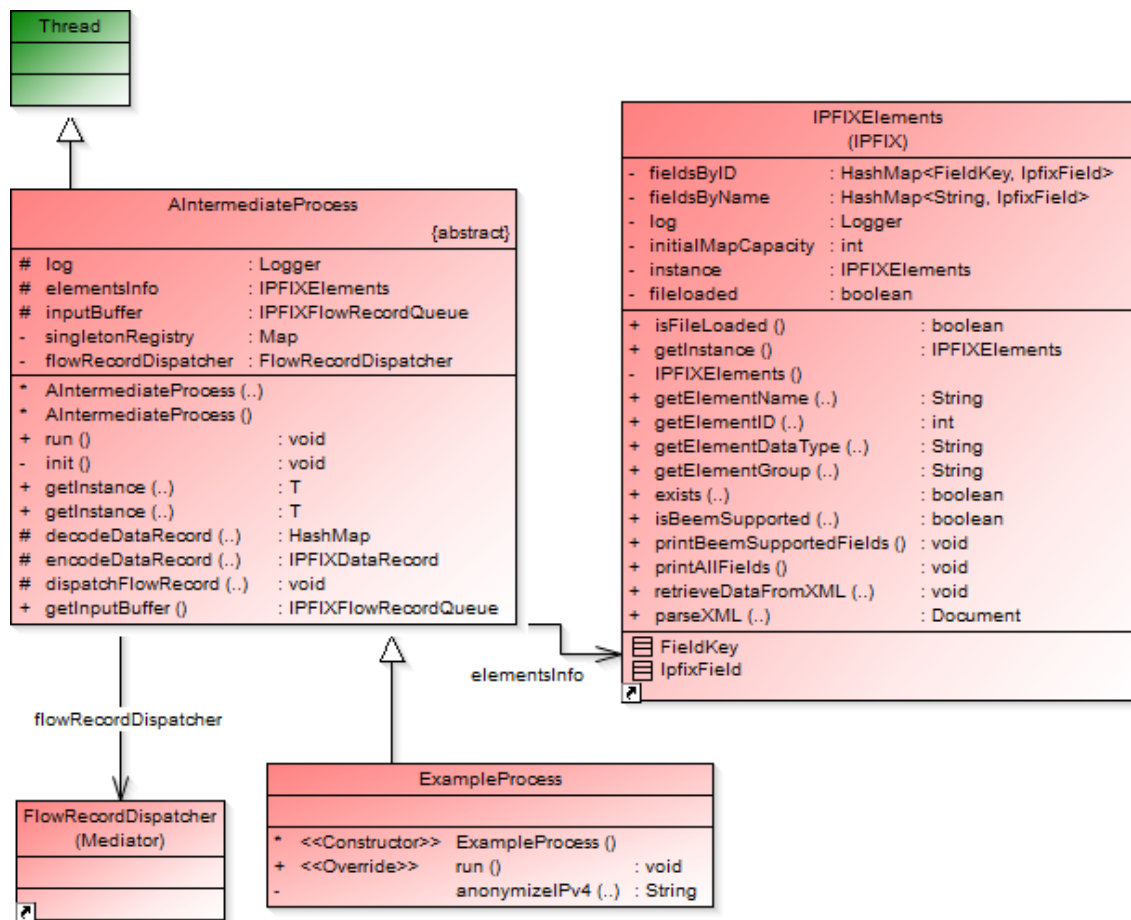 Thread
AIntermediateProcess
{abstract}
# log : Logger
# elementsInfo : IPFIXElements
# inputBuffer : IPFIXFlowRecordQueue
- singletonRegistry : Map
- flowRecordDispatcher : FlowRecordDispatcher
* AIntermediateProcess (..)
* AIntermediateProcess ()
+ run () : void
- init () : void
+ getInstance (..) : T
+ getInstance (..) : T
# decodeDataRecord (..) : HashMap
# encodeDataRecord (..) : IPFIXDataRecord
# dispatchFlowRecord (..) : void
+ getInputBuffer () : IPFIXFlowRecordQueue
IPFIXElements
(IPFIX)
- fieldsByID : HashMap<FieldKey, IpfixField>
- fieldsByName : HashMap<String, IpfixField>
- log : Logger
- initialMapCapacity : int
- instance : IPFIXElements
- fileloaded : boolean
+ isFileLoaded () : boolean
+ getInstance () : IPFIXElements
- IPFIXElements ()
+ getElementName (..) : String
+ getElementID (..) : int
+ getElementDataType (..) : String
+ getElementGroup (..) : String
+ exists (..) : boolean
+ isBeemSupported (..) : boolean
+ printBeemSupportedFields () : void
+ printAllFields () : void
+ retrieveDataFromXML (..) : void
+ parseXML (..) : Document
FieldKey
IpfixField
elementsInfo
flowRecordDispatcher
FlowRecordDispatcher
(Mediator)
ExampleProcess
* <<Constructor>> ExampleProcess ()
+ <<Override>> run () : void
- anonymizeIPv4 (..) : String